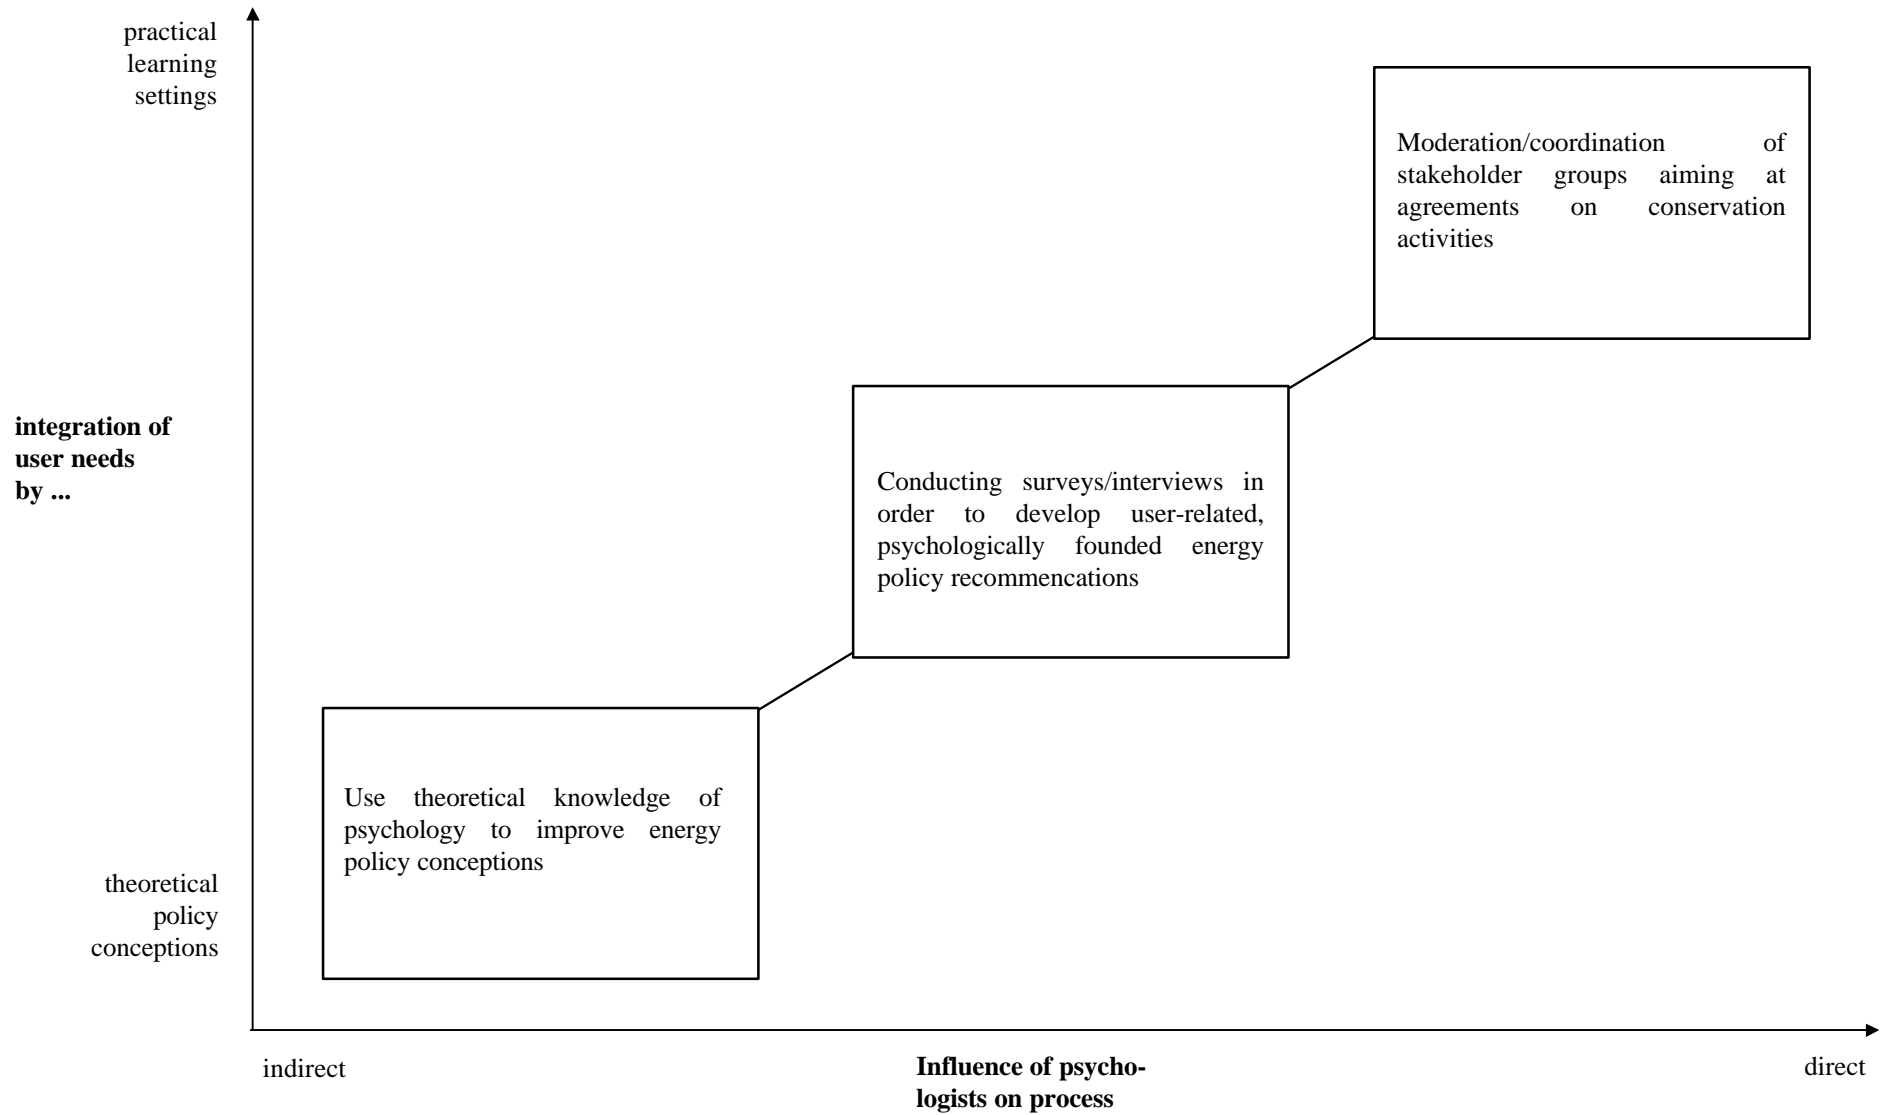 practical
learning
settings
Moderation/coordination of
stakeholder groups aiming at
agreements on conservation
activities
integration of
user needs
by ...
Conducting surveys/interviews in
order to develop user-related,
psychologically founded energy
policy recommencations
Use theoretical knowledge of
psychology to improve energy
policy conceptions
theoretical
policy
conceptions
indirect
Influence of psycho-
logists on process
direct